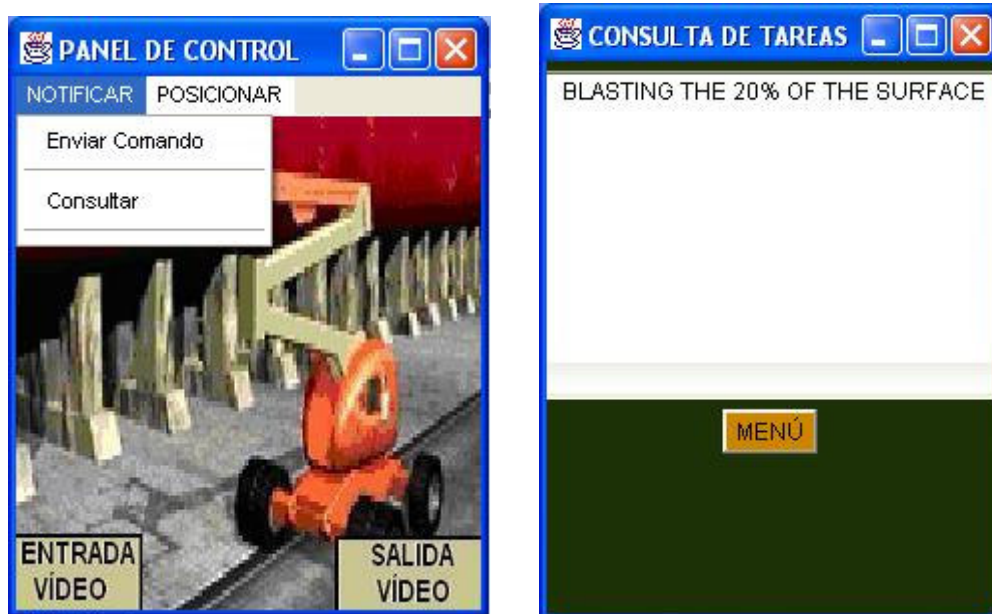 PANEL DE CONTROL
NOTIFICAR POSICIONAR
Enviar Comando
Consultar
ENTRADA
VÍDEO
SALIDA
VÍDEO
CONSULTA DE TAREAS
BLASTING THE 20% OF THE SURFACE
MENÚ